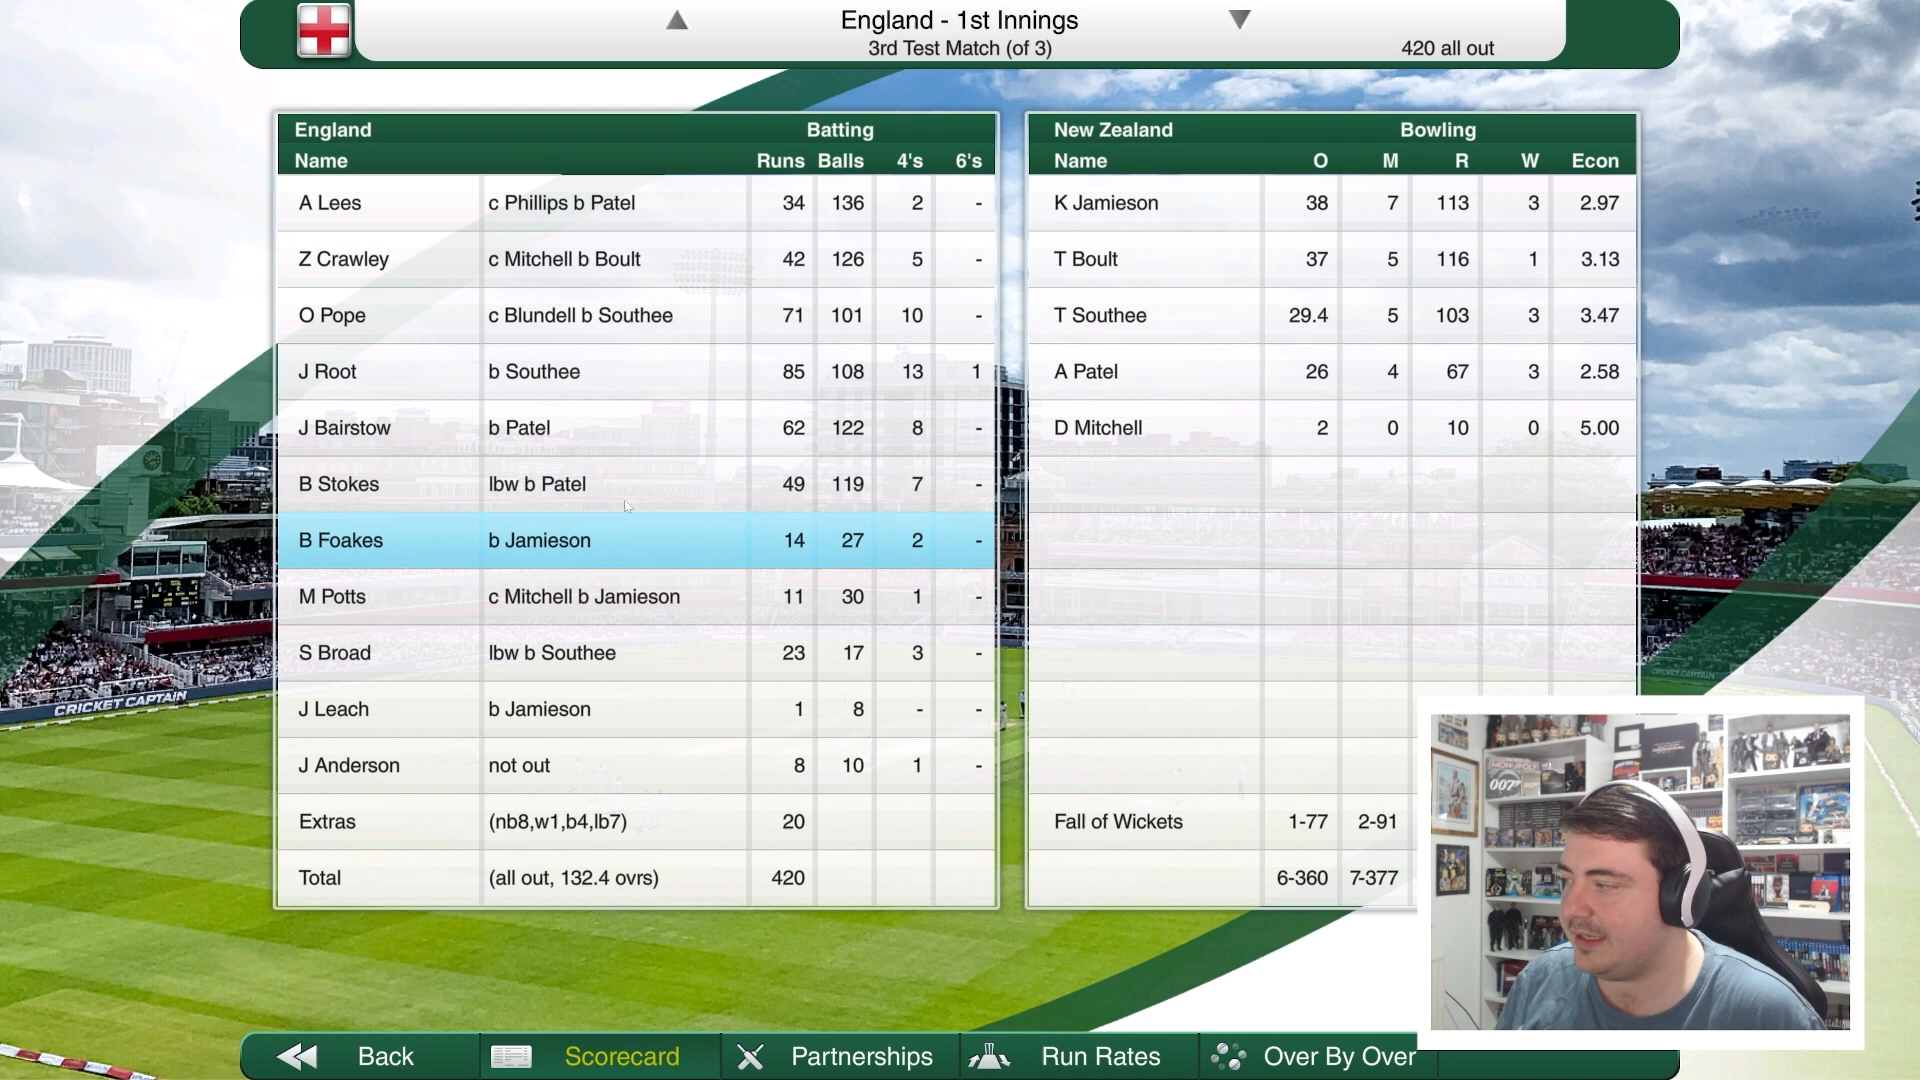 England - 1st Innings
3rd Test Match (of 3)
420 all out
England Batting
Name Runs Balls 4's 6's
A Lees c Phillips b Patel 34 136 2 -
Z Crawley c Mitchell b Boult 42 126 5 -
O Pope c Blundell b Southee 71 101 10 -
J Root b Southee 85 108 13 1
J Bairstow b Patel 62 122 8 -
B Stokes lbw b Patel 49 119 7 -
B Foakes b Jamieson 14 27 2 -
M Potts c Mitchell b Jamieson 11 30 1 -
S Broad lbw b Southee 23 17 3 -
J Leach b Jamieson 1 8 - -
J Anderson not out 8 10 1 -
Extras (nb8,w1,b4,lb7) 20
Total (all out, 132.4 ovrs) 420
New Zealand Bowling
Name O M R W Econ
K Jamieson 38 7 113 3 2.97
T Boult 37 5 116 1 3.13
T Southee 29.4 5 103 3 3.47
A Patel 26 4 67 3 2.58
D Mitchell 2 0 10 0 5.00
Fall of Wickets 1-77 2-91
6-360 7-377
CRICKET CAPTAIN
CRICKET CAPTAIN
MONOPOLY
007
Back Scorecard Partnerships Run Rates Over By Over